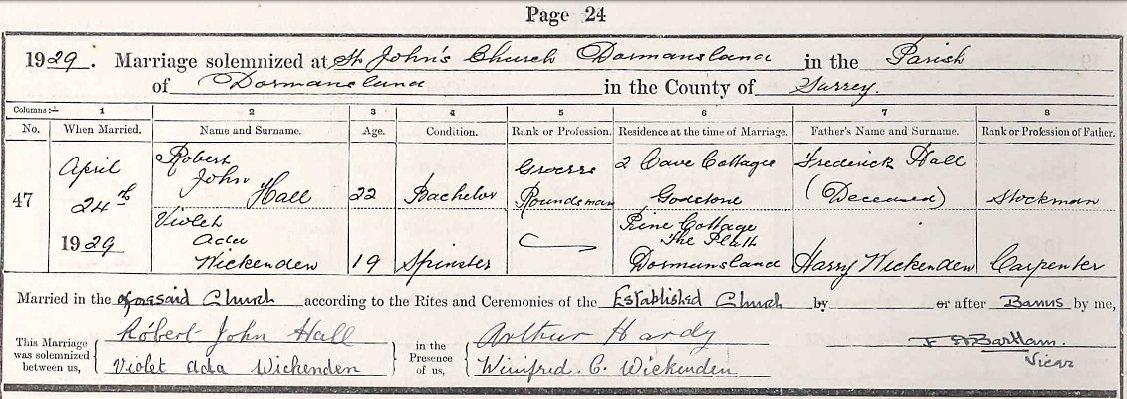 Page 24
1929. Marriage solemnized at St John's Church Dormansland in the Parish
of Dormansland in the County of Surrey.
Columns:— 1 2 3 4 5 6 7 8
No. When Married. Name and Surname. Age. Condition. Rank or Profession. Residence at the time of Marriage. Father's Name and Surname. Rank or Profession of Father.
47
April
24th
1929
Robert
John
Hall
22
Bachelor
Grocers
Roundsman
2 Cave Cottages
Godstone
Frederick Hall
(Deceased)
Stockman
Violet
Ada
Wickenden
19
Spinster
Pine Cottage
The Platt
Dormansland
Harry Wickenden
Carpenter
Married in the aforesaid Church according to the Rites and Ceremonies of the Established Church by or after Banns by me,
This Marriage was solemnized between us,
Robert John Hall
Violet Ada Wickenden
in the Presence of us,
Arthur Hardy
Winifred. C. Wickenden
Bartlam.
Vicar